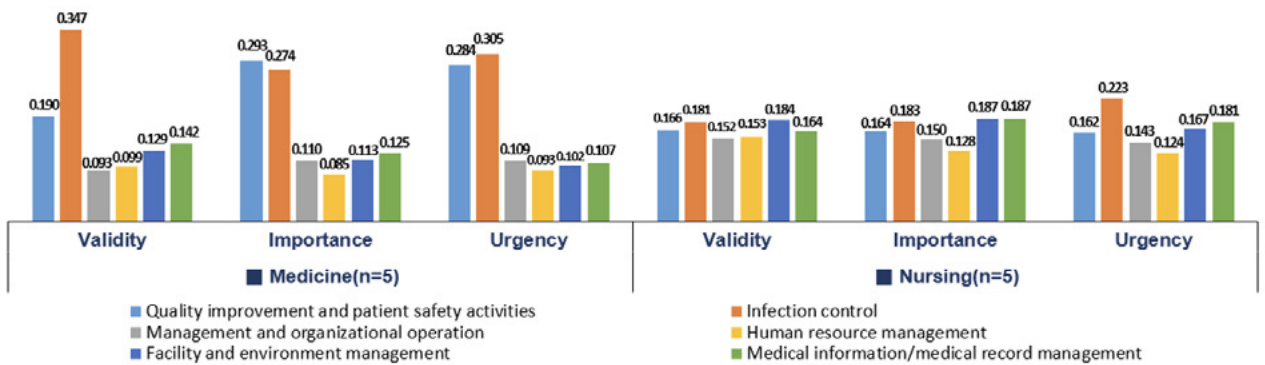 0.190 0.347 0.093 0.099 0.129 0.142
0.293 0.274 0.110 0.085 0.113 0.125
0.284 0.305 0.109 0.093 0.102 0.107
0.166 0.181 0.152 0.153 0.184 0.164
0.164 0.183 0.150 0.128 0.187 0.187
0.162 0.223 0.143 0.124 0.167 0.181
Validity Importance Urgency Validity Importance Urgency
Medicine(n=5) Nursing(n=5)
Quality improvement and patient safety activities Infection control
Management and organizational operation Human resource management
Facility and environment management Medical information/medical record management